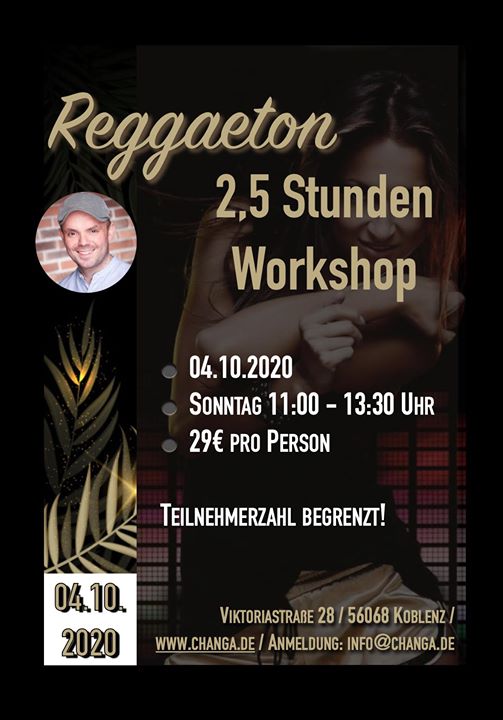 Reggaeton
2,5 Stunden
Workshop
04.10.2020
Sonntag 11:00 - 13:30 Uhr
29€ pro Person
Teilnehmerzahl begrenzt!
04.10.
2020
Viktoriastraße 28 / 56068 Koblenz /
www.changa.de / Anmeldung: info@changa.de